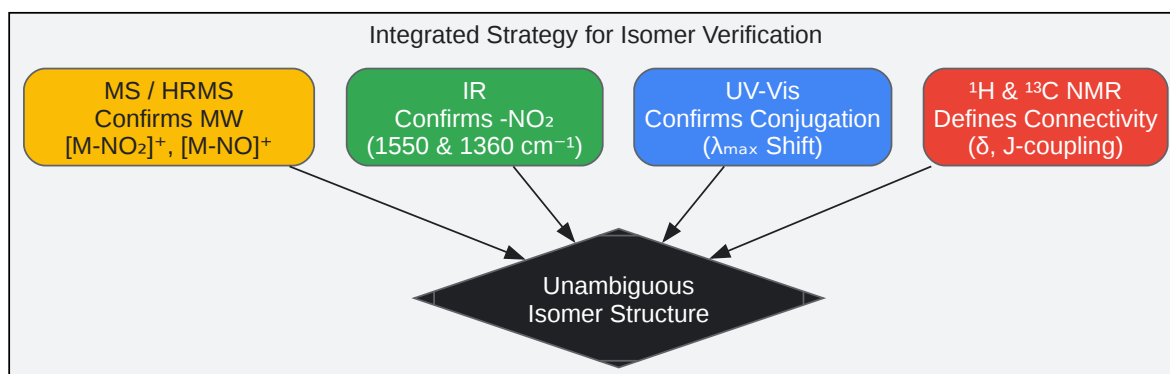 Integrated Strategy for Isomer Verification
MS / HRMS
Confirms MW
[M-NO₂]⁺, [M-NO]⁺
IR
Confirms -NO₂
(1550 & 1360 cm⁻¹)
UV-Vis
Confirms Conjugation
(λₘₐₓ Shift)
¹H & ¹³C NMR
Defines Connectivity
(δ, J-coupling)
Unambiguous
Isomer Structure